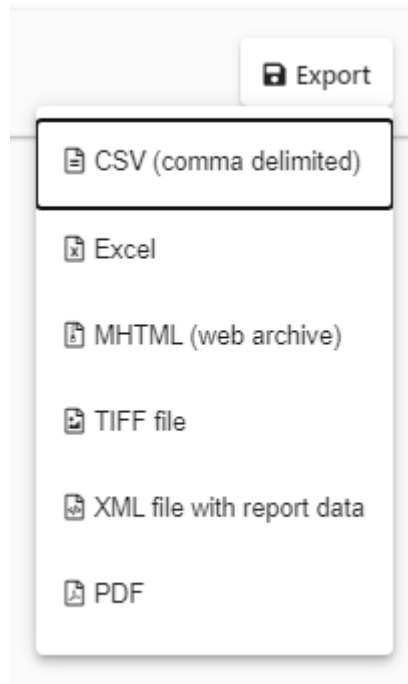 Export
CSV (comma delimited)
Excel
MHTML (web archive)
TIFF file
XML file with report data
PDF